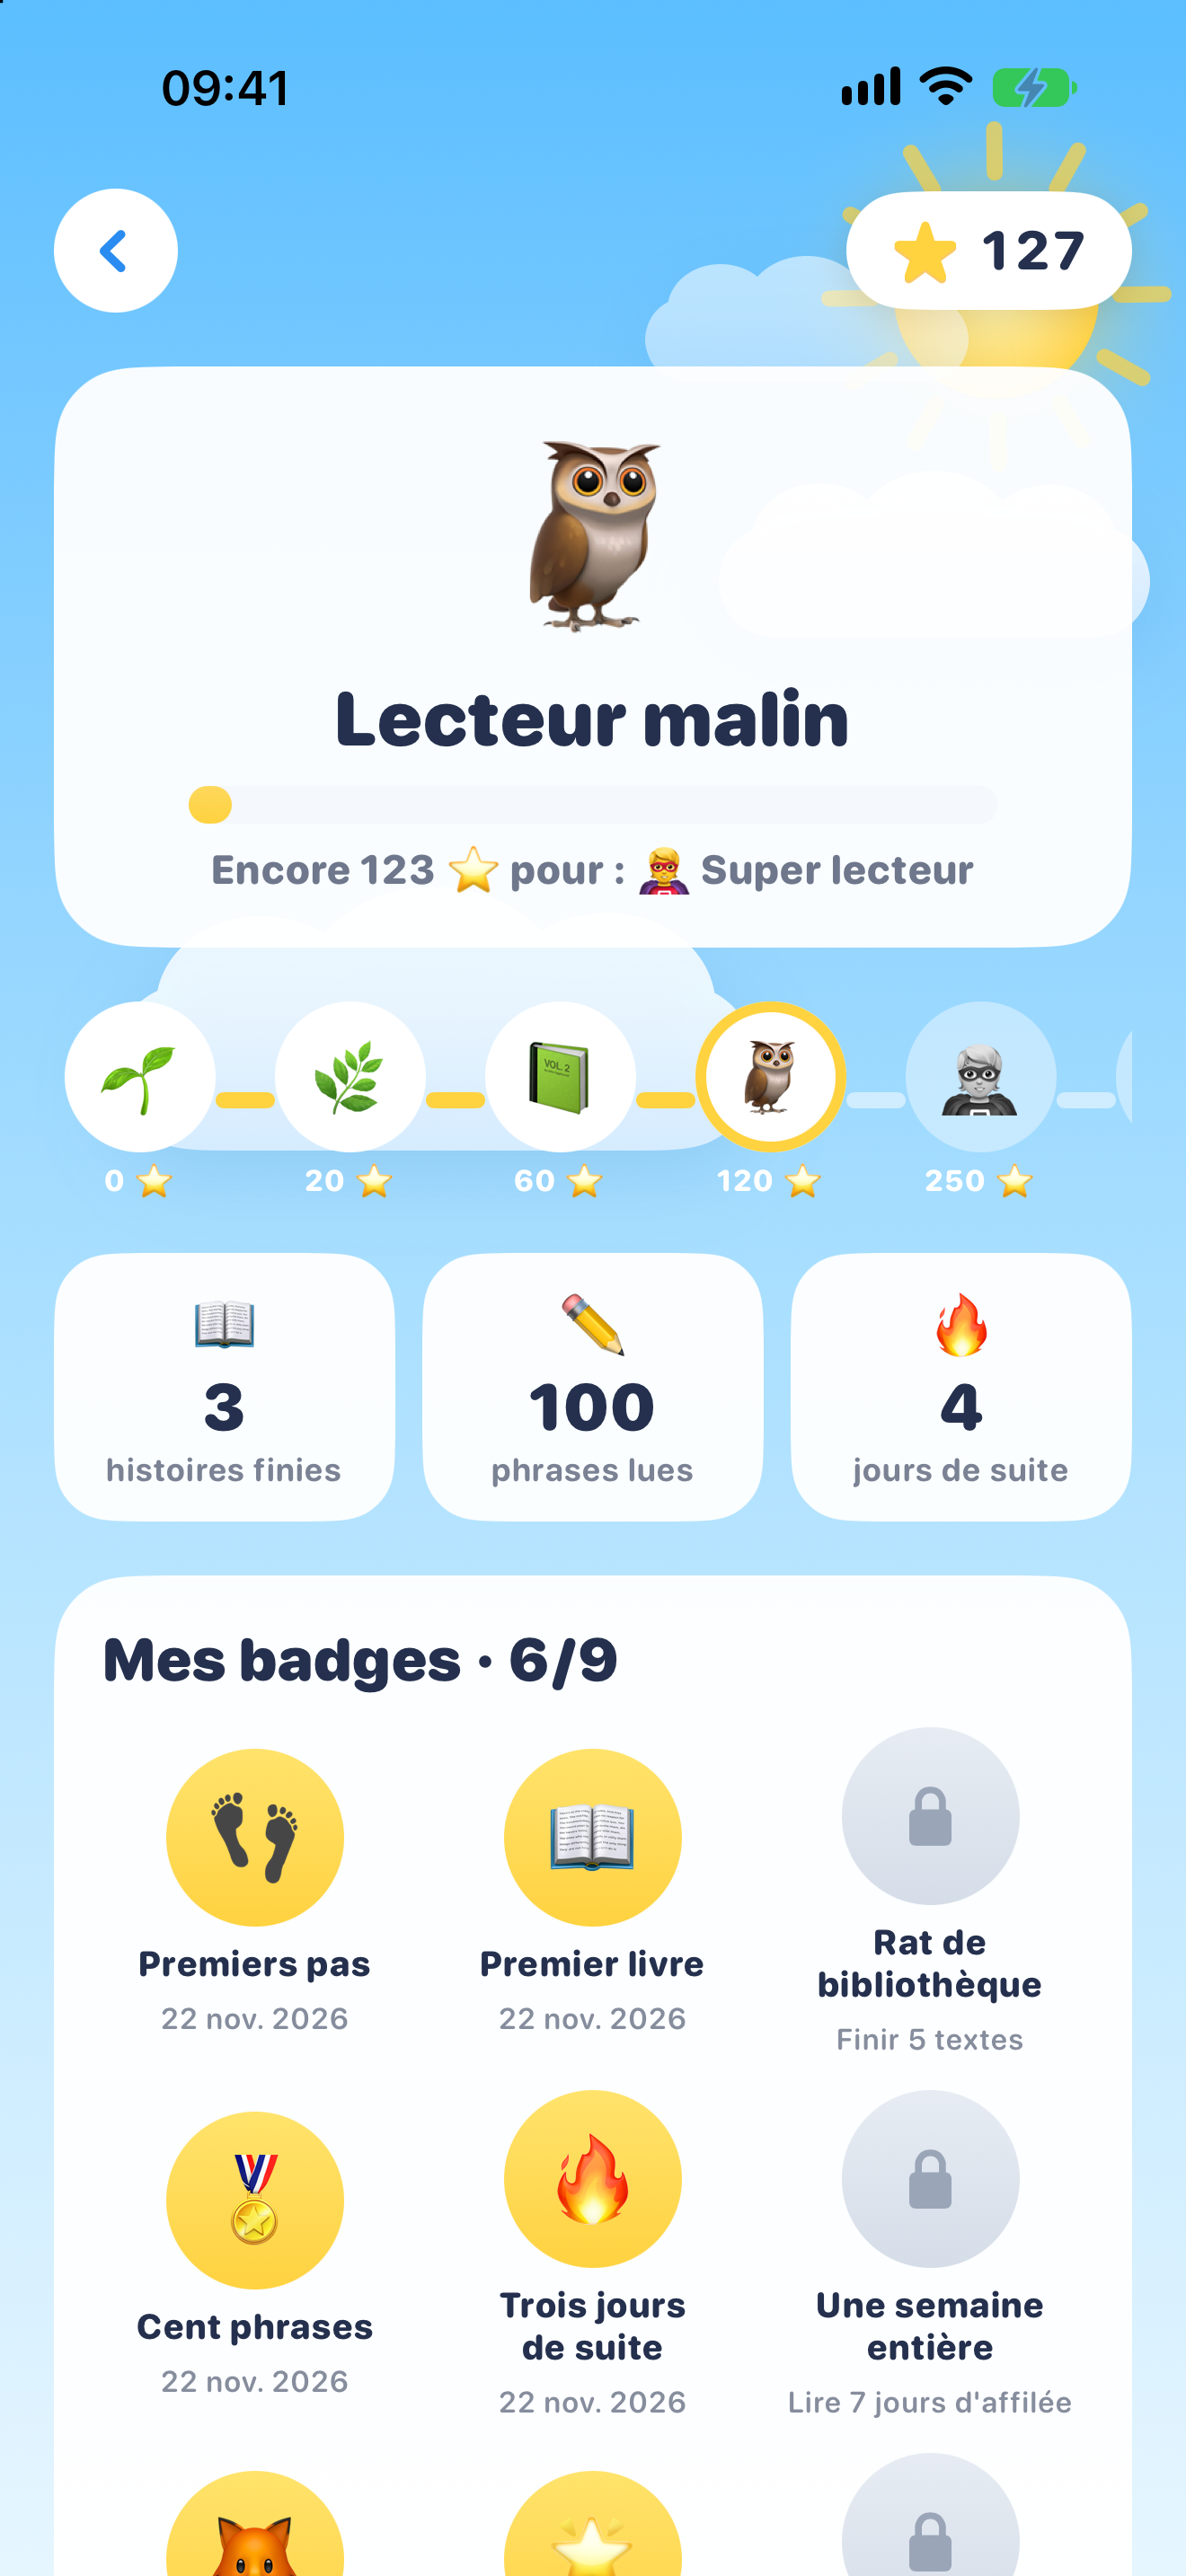 09:41
127
Lecteur malin
Encore 123 ⭐ pour : 🦸 Super lecteur
VOL. 2
0 ⭐
20 ⭐
60 ⭐
120 ⭐
250 ⭐
3
histoires finies
100
phrases lues
4
jours de suite
Mes badges · 6/9
Premiers pas
22 nov. 2026
Premier livre
22 nov. 2026
Rat de
bibliothèque
Finir 5 textes
Cent phrases
22 nov. 2026
Trois jours
de suite
22 nov. 2026
Une semaine
entière
Lire 7 jours d'affilée